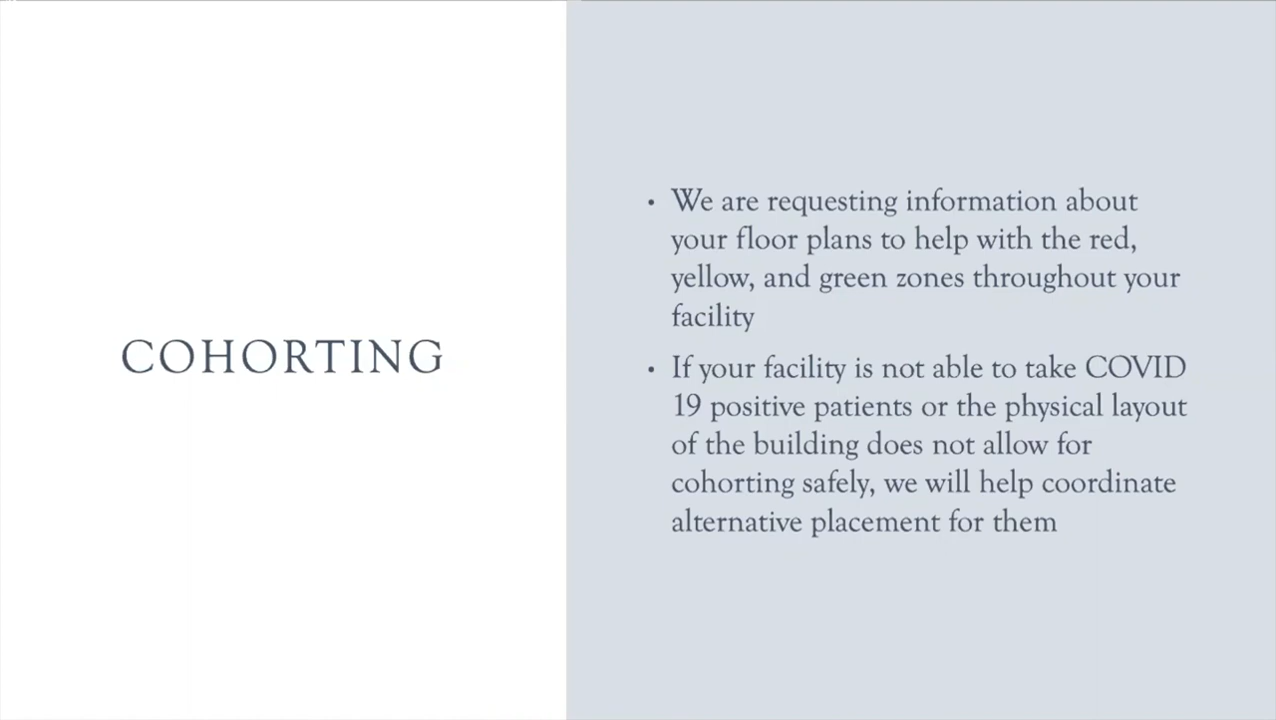 COHORTING
• We are requesting information about
your floor plans to help with the red,
yellow, and green zones throughout your
facility
• If your facility is not able to take COVID
19 positive patients or the physical layout
of the building does not allow for
cohorting safely, we will help coordinate
alternative placement for them